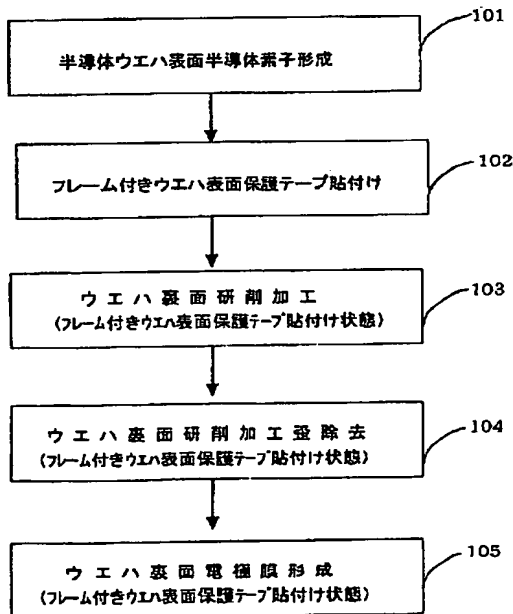 101
半導体ウエハ表面半導体素子形成
102
フレーム付きウエハ表面保護テープ貼付け
103
ウエハ裏面研削加工
(フレーム付きウエハ表面保護テープ貼付け状態)
104
ウエハ裏面研削加工歪除去
(フレーム付きウエハ表面保護テープ貼付け状態)
105
ウエハ裏面電極膜形成
(フレーム付きウエハ表面保護テープ貼付け状態)